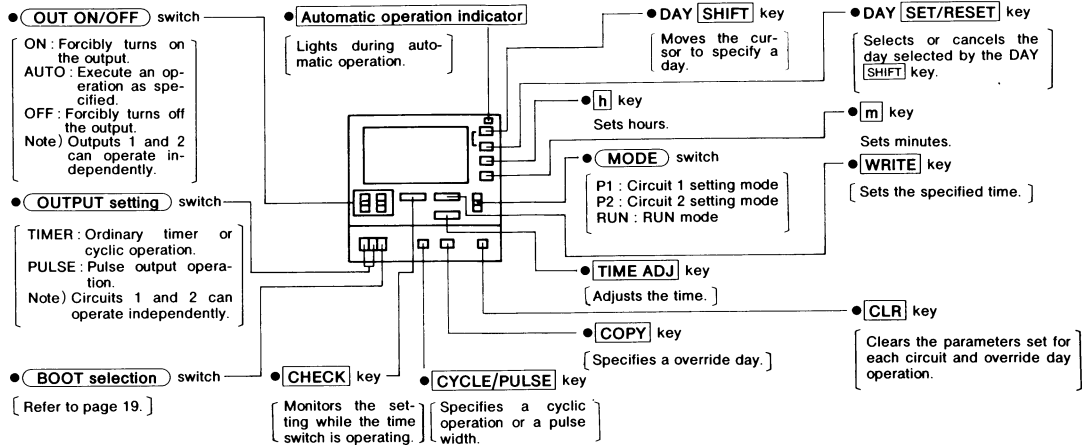 ● OUT ON/OFF switch
ON : Forcibly turns on
the output.
AUTO : Execute an op-
eration as spe-
cified.
OFF : Forcibly turns off
the output.
Note) Outputs 1 and 2
can operate in-
dependently.
● OUTPUT setting switch
TIMER : Ordinary timer or
cyclic operation.
PULSE : Pulse output opera-
tion.
Note) Circuits 1 and 2 can
operate independently.
● BOOT selection switch
Refer to page 19.
● Automatic operation indicator
Lights during auto-
matic operation.
● CHECK key
Monitors the set-
ting while the time
switch is operating.
● CYCLE/PULSE key
Specifies a cyclic
operation or a pulse
width.
● DAY SHIFT key
Moves the cur-
sor to specify a
day.
● h key
Sets hours.
● MODE switch
P1 : Circuit 1 setting mode
P2 : Circuit 2 setting mode
RUN : RUN mode
● TIME ADJ key
Adjusts the time.
● COPY key
Specifies a override day.
● DAY SET/RESET key
Selects or cancels the
day selected by the DAY
SHIFT key.
● m key
Sets minutes.
● WRITE key
Sets the specified time.
● CLR key
Clears the parameters set for
each circuit and override day
operation.